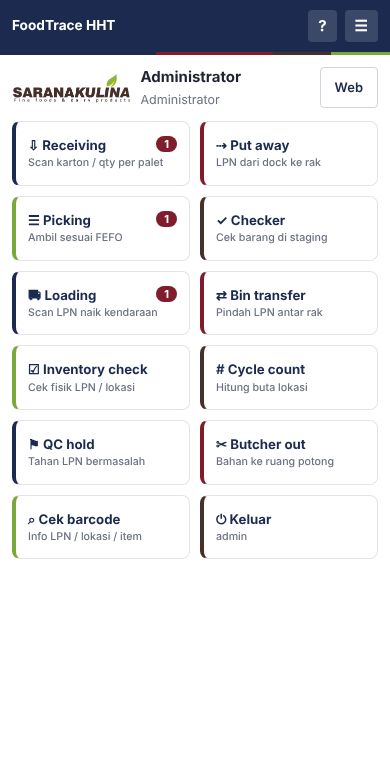 FoodTrace HHT
?
☰
SARANAKULINA
Fine foods & dairy products
Administrator
Administrator
Web
⇩ Receiving
1
Scan karton / qty per palet
⇢ Put away
LPN dari dock ke rak
☰ Picking
1
Ambil sesuai FEFO
✓ Checker
Cek barang di staging
⛟ Loading
1
Scan LPN naik kendaraan
⇄ Bin transfer
Pindah LPN antar rak
☑ Inventory check
Cek fisik LPN / lokasi
# Cycle count
Hitung buta lokasi
⚑ QC hold
Tahan LPN bermasalah
✂ Butcher out
Bahan ke ruang potong
⌕ Cek barcode
Info LPN / lokasi / item
⏻ Keluar
admin